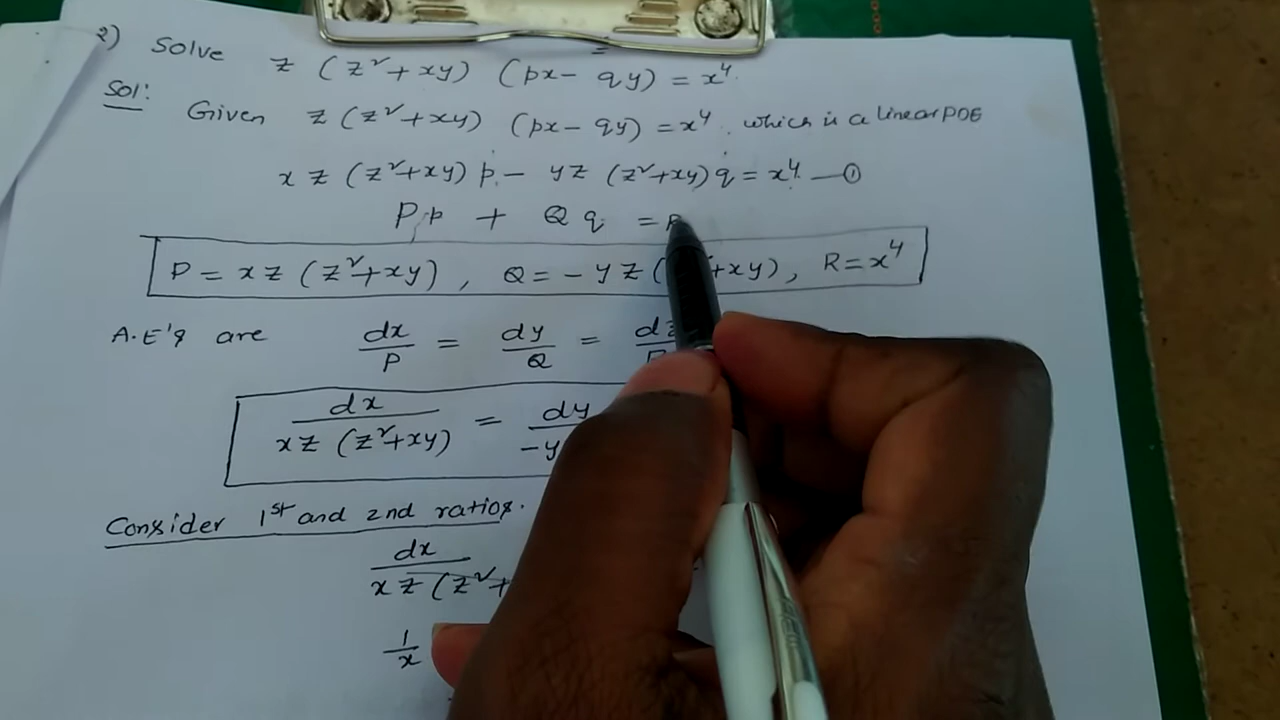 2) Solve z (z² + xy) (px - qy) = x⁴.
Sol: Given z (z² + xy) (px - qy) = x⁴. which is a linear PDE
x z (z² + xy) p - yz (z² + xy) q = x⁴ — ①
P p + Q q =
P = x z (z² + xy) , Q = - y z ( + xy) , R = x⁴
A.E's are dx/P = dy/Q =
dx/(x z (z² + xy)) = dy/-y
Consider 1st and 2nd ratios.
dx/(x z (z² +
1/x